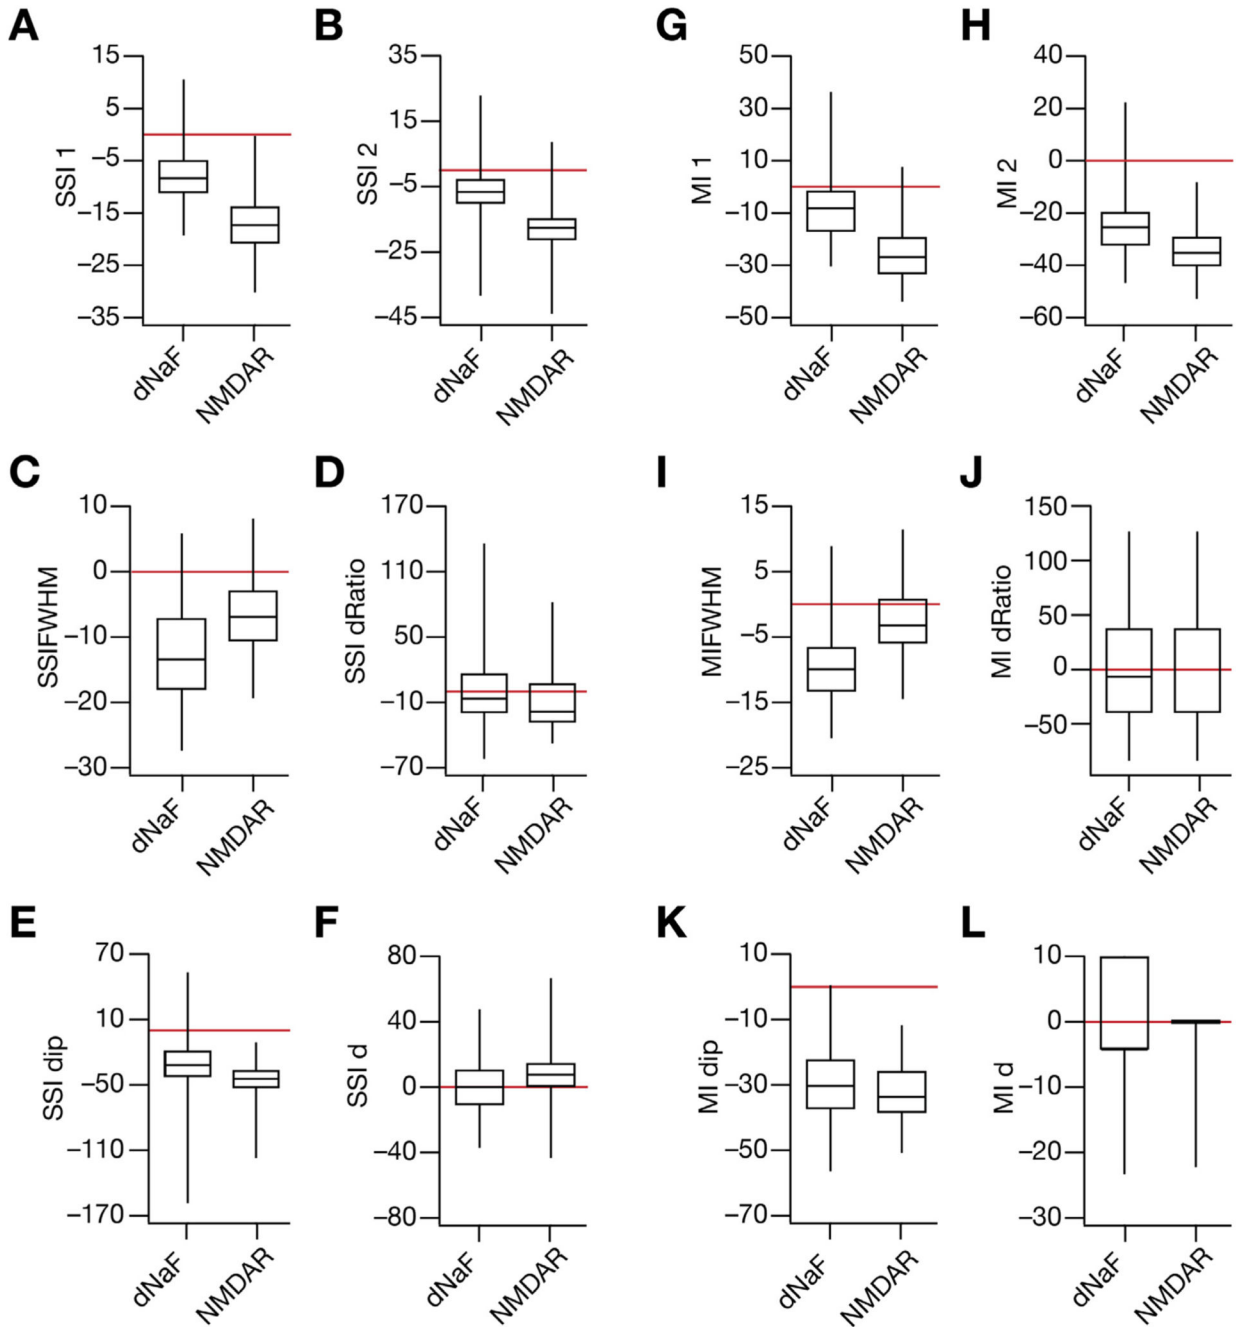 A
SSI 1
15
5
–5
–15
–25
–35
dNaF
NMDAR
B
SSI 2
35
15
–5
–25
–45
dNaF
NMDAR
G
MI 1
50
30
10
–10
–30
–50
dNaF
NMDAR
H
MI 2
40
20
0
–20
–40
–60
dNaF
NMDAR
C
SSIFWHM
10
0
–10
–20
–30
dNaF
NMDAR
D
SSI dRatio
170
110
50
–10
–70
dNaF
NMDAR
I
MIFWHM
15
5
–5
–15
–25
dNaF
NMDAR
J
MI dRatio
150
100
50
0
–50
dNaF
NMDAR
E
SSI dip
70
10
–50
–110
–170
dNaF
NMDAR
F
SSI d
80
40
0
–40
–80
dNaF
NMDAR
K
MI dip
10
–10
–30
–50
–70
dNaF
NMDAR
L
MI d
10
0
–10
–20
–30
dNaF
NMDAR